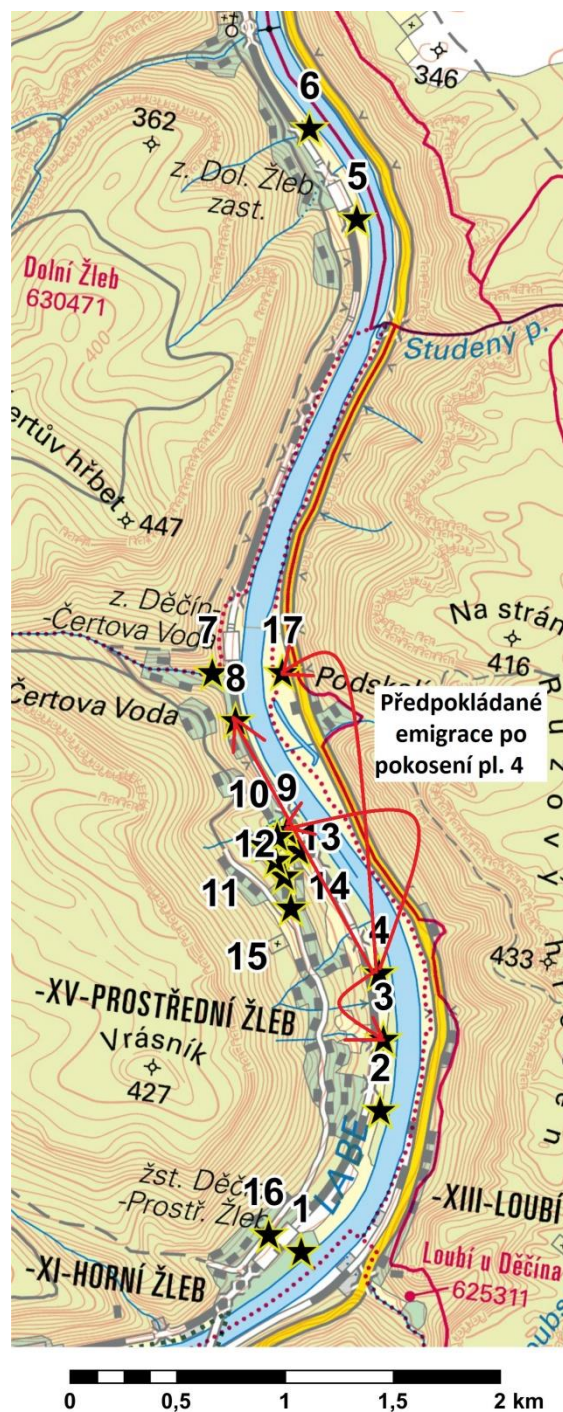 346
6
362
z. Dol. Žleb
zast.
5
Dolní Žleb
630471
400
Studený p.
ertův hřbet
447
z. Děčín-
-Čertova Voda
Na strán
416
7
17
8
Podskalí
Čertova Voda
Předpokládané
emigrace po
pokosení pl. 4
10
9
12
13
11
14
15
4
433
3
-XV-PROSTŘEDNÍ ŽLEB
Vrásník
427
2
LABE
žst. Děčín
-Prostř. Žleb
16
1
-XIII-LOUBÍ
-XI-HORNÍ ŽLEB
Loubí u Děčína
625311
0
0,5
1
1,5
2 km